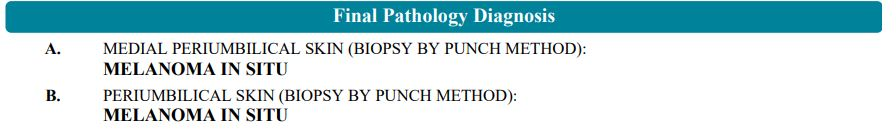 Final Pathology Diagnosis
A. MEDIAL PERIUMBILICAL SKIN (BIOPSY BY PUNCH METHOD):
MELANOMA IN SITU
B. PERIUMBILICAL SKIN (BIOPSY BY PUNCH METHOD):
MELANOMA IN SITU